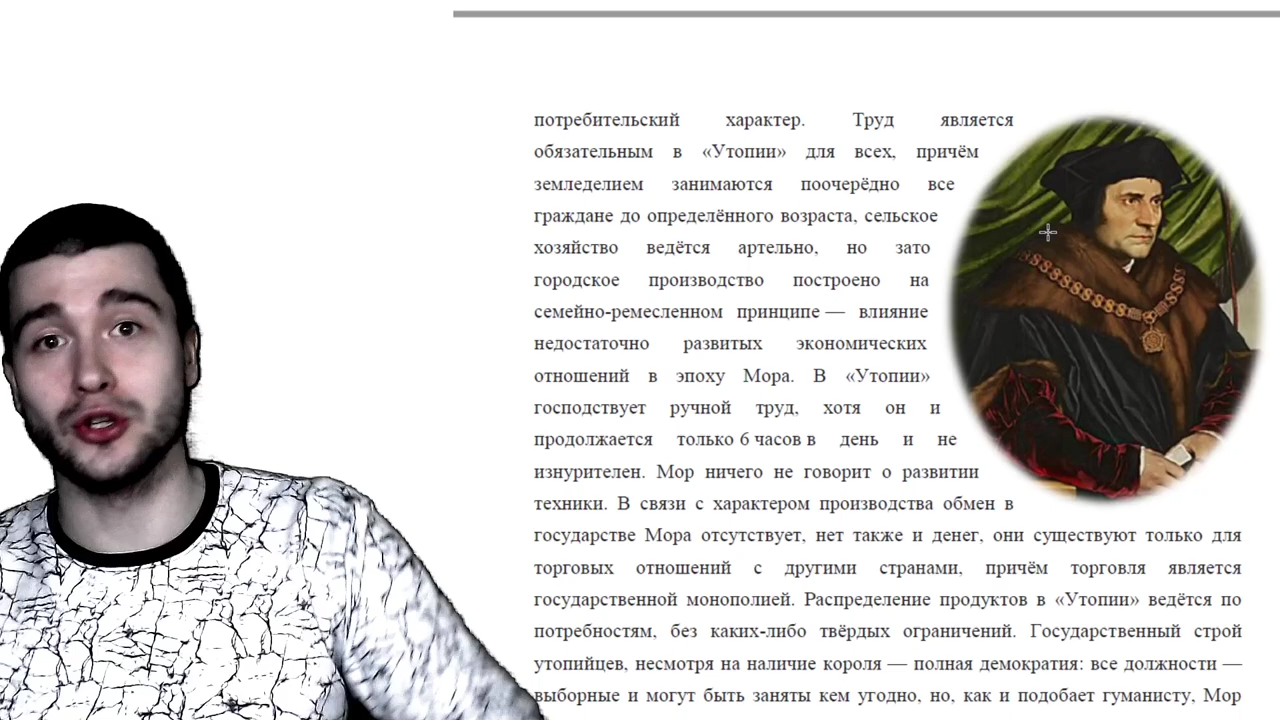 потребительский характер. Труд является
обязательным в «Утопии» для всех, причём
земледелием занимаются поочерёдно все
граждане до определённого возраста, сельское
хозяйство ведётся артельно, но зато
городское производство построено на
семейно-ремесленном принципе — влияние
недостаточно развитых экономических
отношений в эпоху Мора. В «Утопии»
господствует ручной труд, хотя он и
продолжается только 6 часов в день и не
изнурителен. Мор ничего не говорит о развитии
техники. В связи с характером производства обмен в
государстве Мора отсутствует, нет также и денег, они существуют только для
торговых отношений с другими странами, причём торговля является
государственной монополией. Распределение продуктов в «Утопии» ведётся по
потребностям, без каких-либо твёрдых ограничений. Государственный строй
утопийцев, несмотря на наличие короля — полная демократия: все должности —
выборные и могут быть заняты кем угодно, но, как и подобает гуманисту, Мор